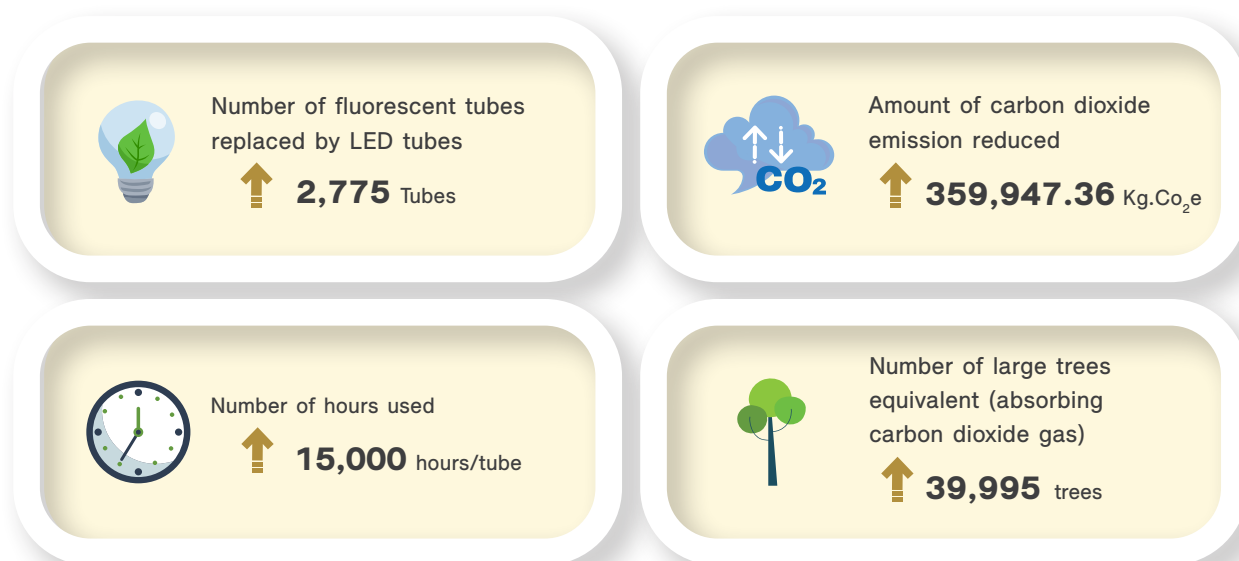 Number of fluorescent tubes
replaced by LED tubes
2,775 Tubes
Amount of carbon dioxide
emission reduced
CO₂
359,947.36 Kg.Co₂e
Number of hours used
15,000 hours/tube
Number of large trees
equivalent (absorbing
carbon dioxide gas)
39,995 trees